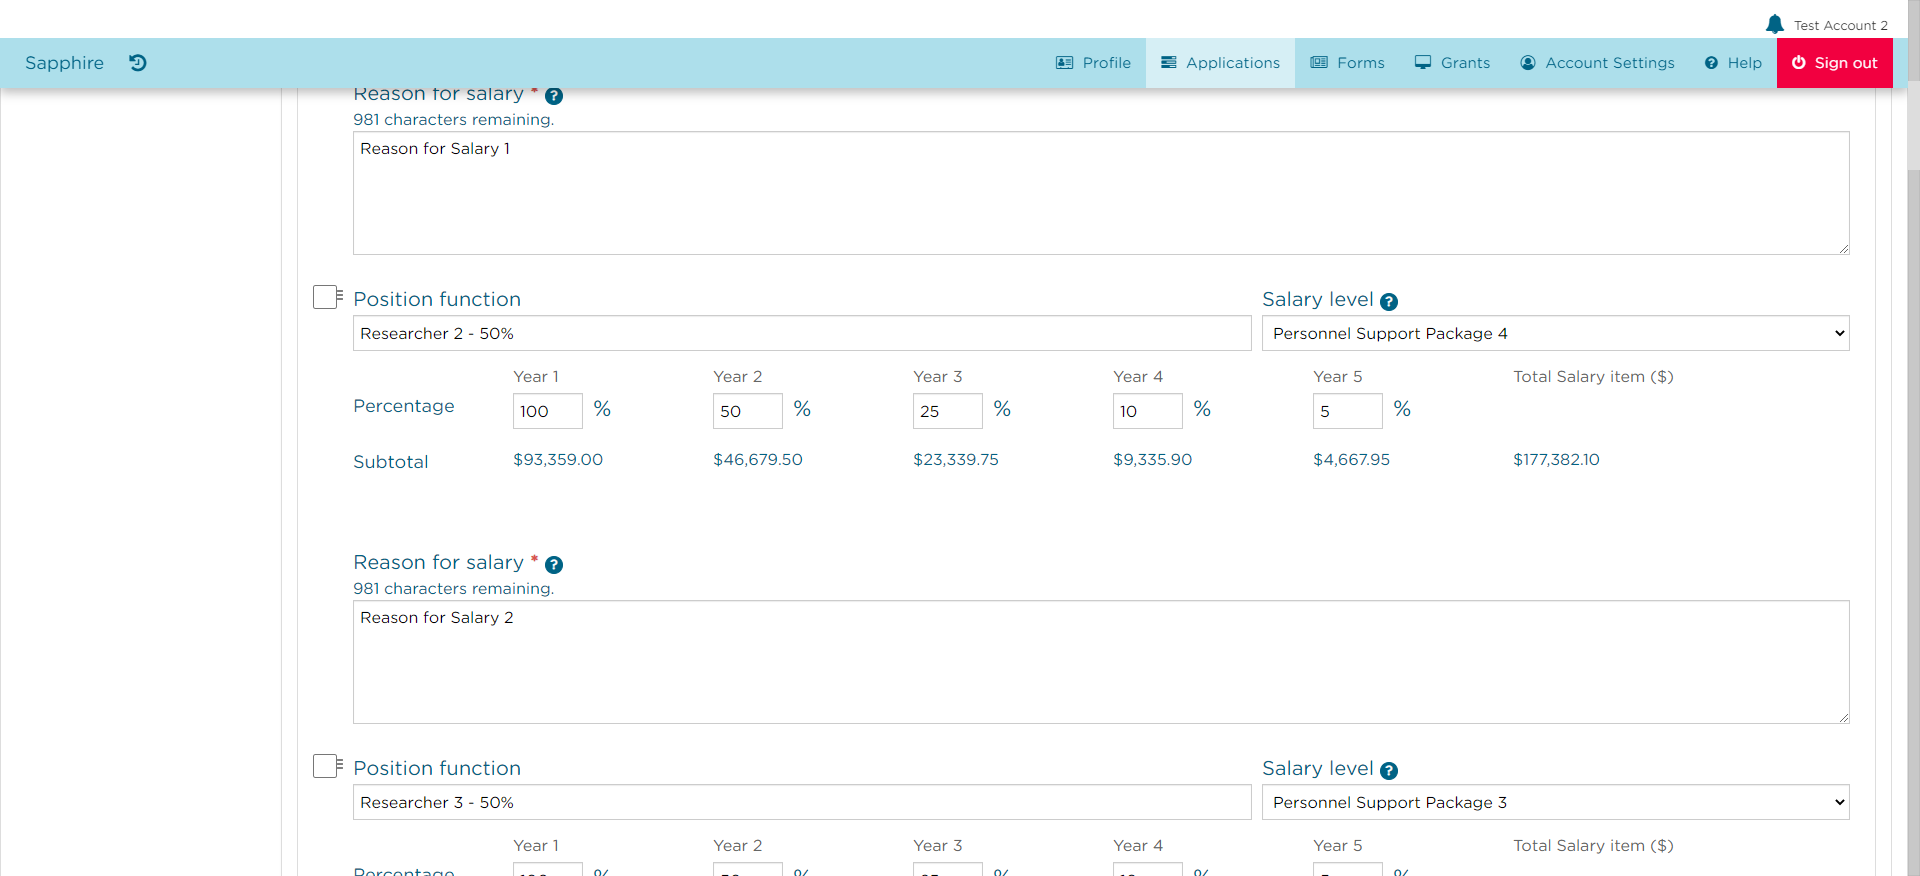 Test Account 2
Sapphire Profile Applications Forms Grants Account Settings Help Sign out
Reason for salary * ?
981 characters remaining.
Reason for Salary 1
Position function Salary level ?
Researcher 2 - 50% Personnel Support Package 4
Year 1 Year 2 Year 3 Year 4 Year 5 Total Salary item ($)
Percentage 100 % 50 % 25 % 10 % 5 %
Subtotal $93,359.00 $46,679.50 $23,339.75 $9,335.90 $4,667.95 $177,382.10
Reason for salary * ?
981 characters remaining.
Reason for Salary 2
Position function Salary level ?
Researcher 3 - 50% Personnel Support Package 3
Year 1 Year 2 Year 3 Year 4 Year 5 Total Salary item ($)
Percentage % % % % %